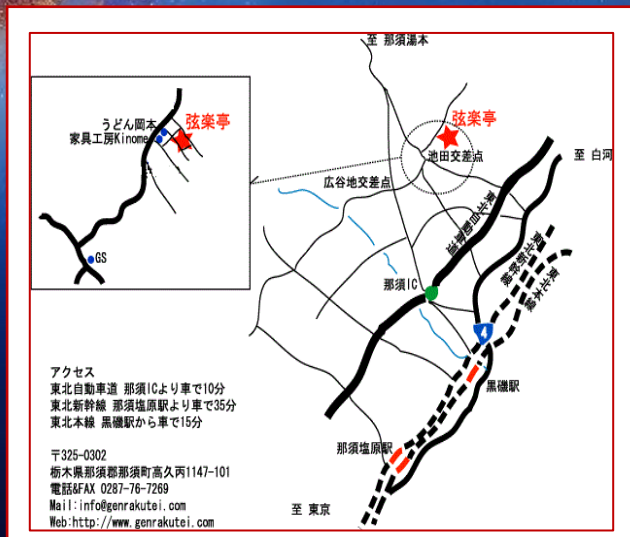 至 那須湯本
弦楽亭
うどん岡本
家具工房Kinome
弦楽亭
池田交差点
至 白河
広谷地交差点
東北自動車道
東北新幹線
東北本線
GS
那須IC
4
黒磯駅
アクセス
東北自動車道 那須ICより車で10分
東北新幹線 那須塩原駅より車で35分
東北本線 黒磯駅から車で15分
那須塩原駅
〒325-0302
栃木県那須郡那須町高久丙1147-101
電話&FAX 0287-76-7269
Mail:info@genrakutei.com
Web:http://www.genrakutei.com
至 東京